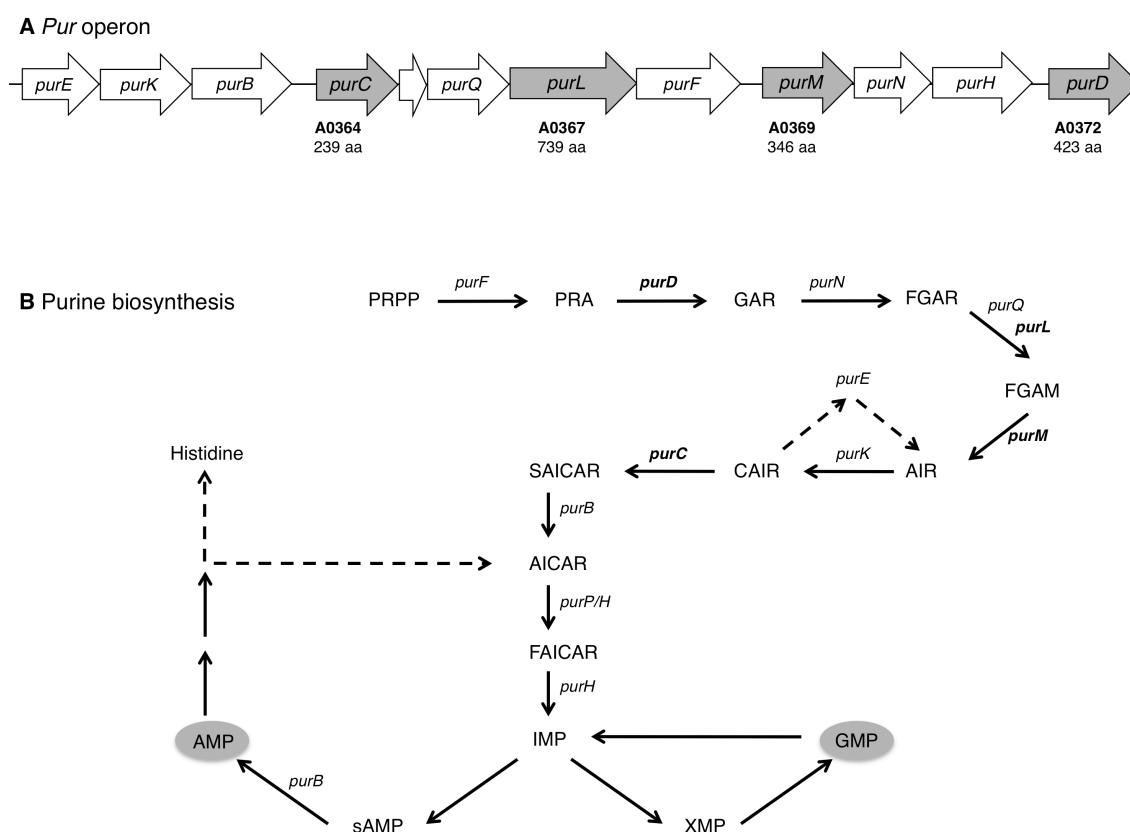 A Pur operon
purE purK purB purC purQ purL purF purM purN purH purD
A0364 A0367 A0369 A0372
239 aa 739 aa 346 aa 423 aa
B Purine biosynthesis
PRPP purF PRA purD GAR purN FGAR
purQ
purL
FGAM
purE
purM
Histidine
SAICAR purC CAIR purK AIR
purB
AICAR
purP/H
FAICAR
purH
AMP IMP GMP
purB
sAMP XMP